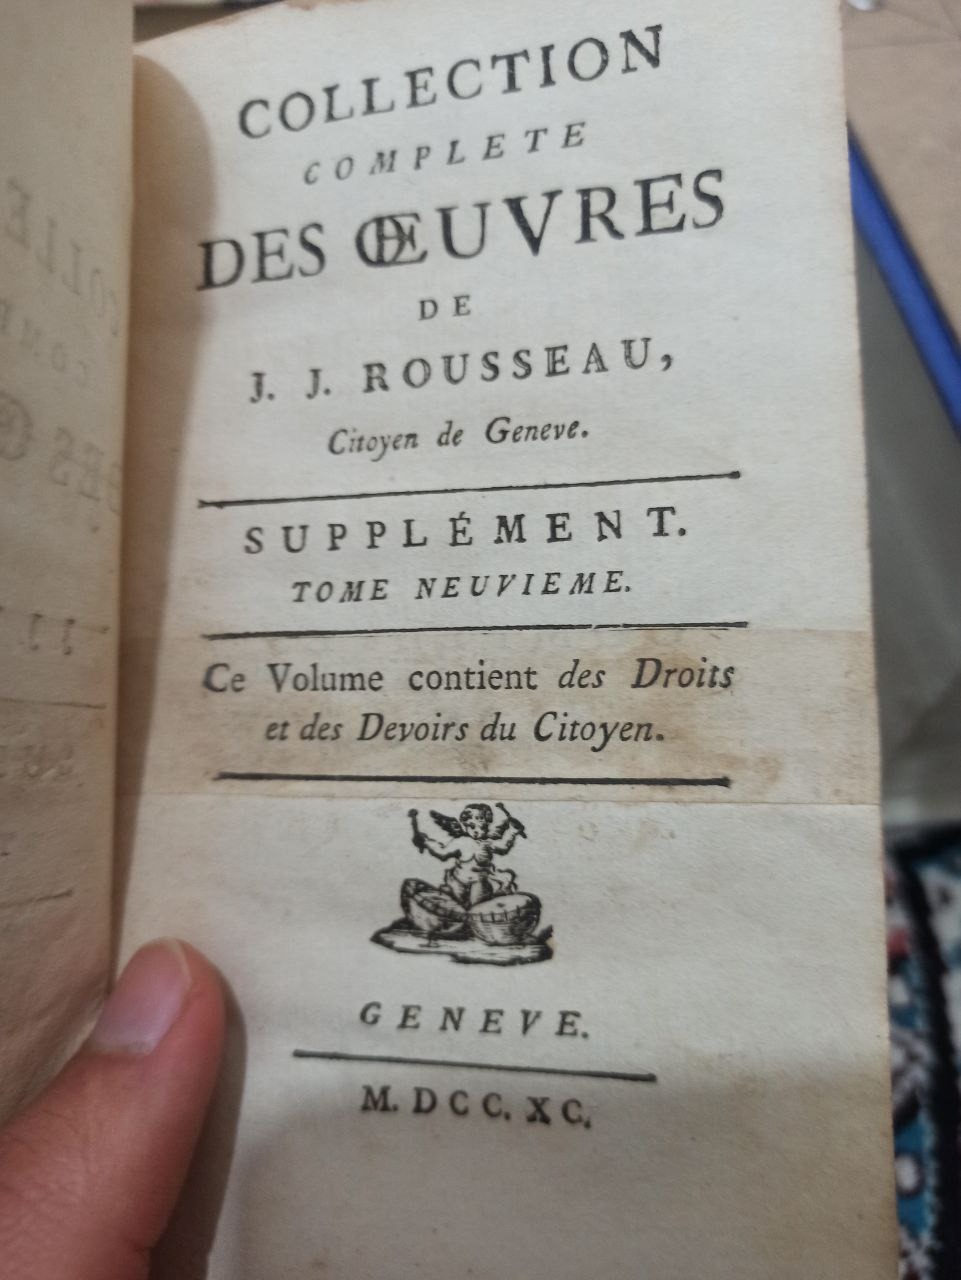 COLLECTION
COMPLETE
DES ŒUVRES
DE
J. J. ROUSSEAU,
Citoyen de Geneve.
SUPPLÉMENT.
TOME NEUVIEME.
Ce Volume contient des Droits
et des Devoirs du Citoyen.
GENEVE.
M. DCC. XC.